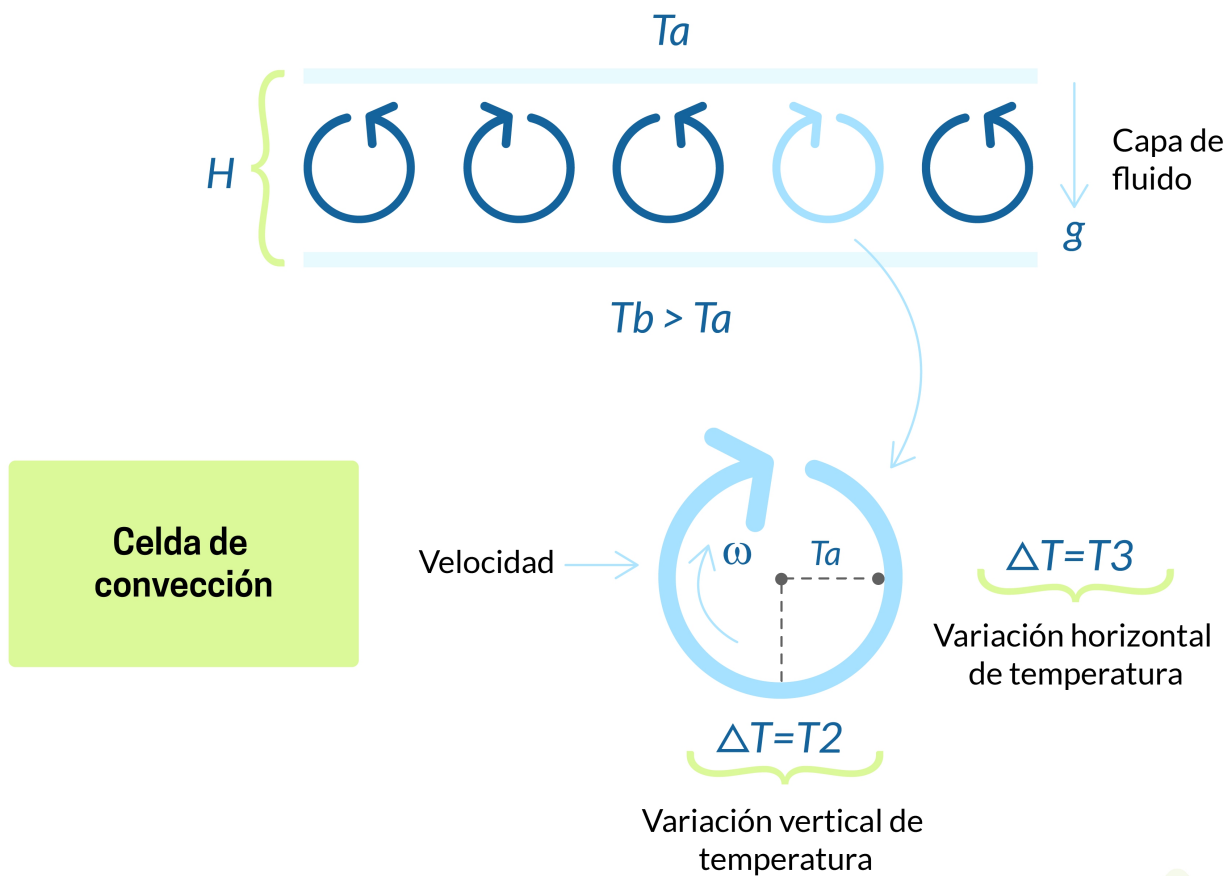 Ta
H
Capa de
fluido
g
Tb > Ta
Celda de
convección
Velocidad
ω
Ta
△T=T3
Variación horizontal
de temperatura
△T=T2
Variación vertical de
temperatura